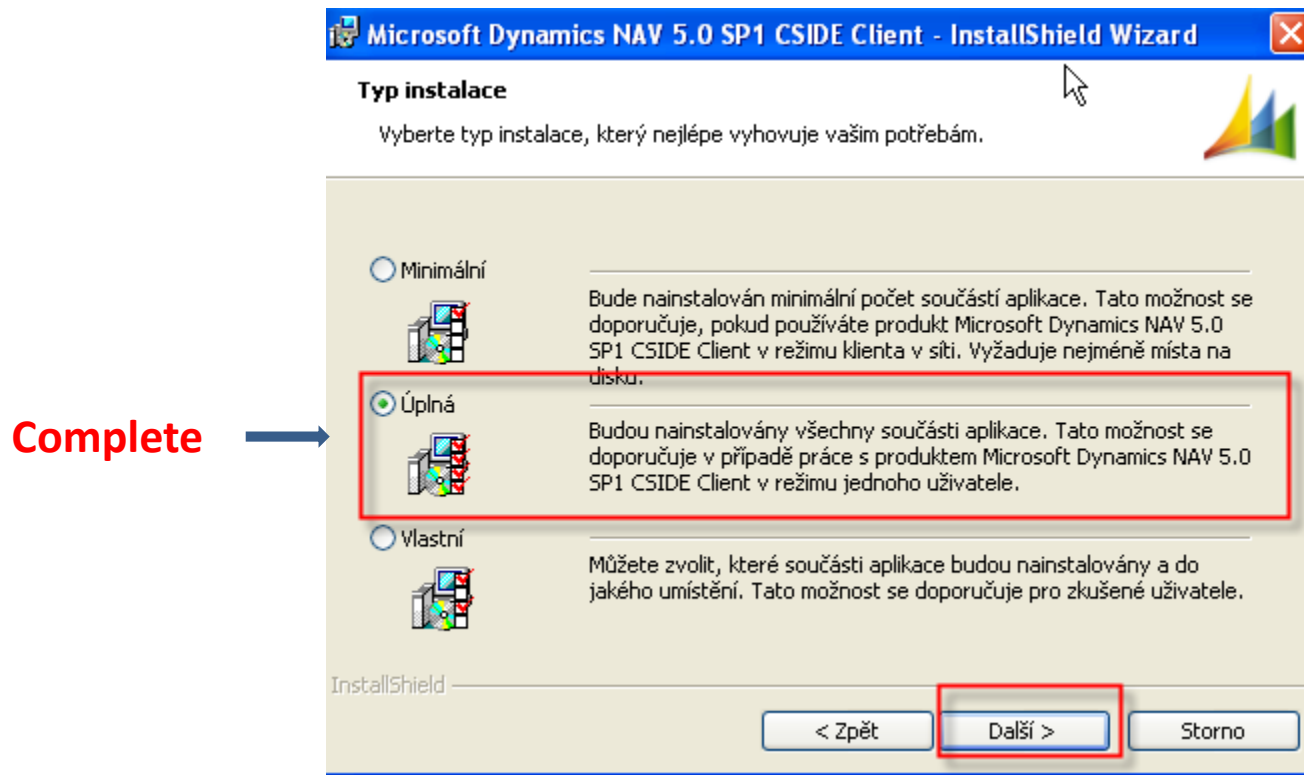 Microsoft Dynamics NAV 5.0 SP1 CSIDE Client - InstallShield Wizard
Typ instalace
Vyberte typ instalace, který nejlépe vyhovuje vašim potřebám.
Minimální
Bude nainstalován minimální počet součástí aplikace. Tato možnost se
doporučuje, pokud používáte produkt Microsoft Dynamics NAV 5.0
SP1 CSIDE Client v režimu klienta v síti. Vyžaduje nejméně místa na
disku.
Complete
Úplná
Budou nainstalovány všechny součásti aplikace. Tato možnost se
doporučuje v případě práce s produktem Microsoft Dynamics NAV 5.0
SP1 CSIDE Client v režimu jednoho uživatele.
Vlastní
Můžete zvolit, které součásti aplikace budou nainstalovány a do
jakého umístění. Tato možnost se doporučuje pro zkušené uživatele.
InstallShield
< Zpět
Další >
Storno